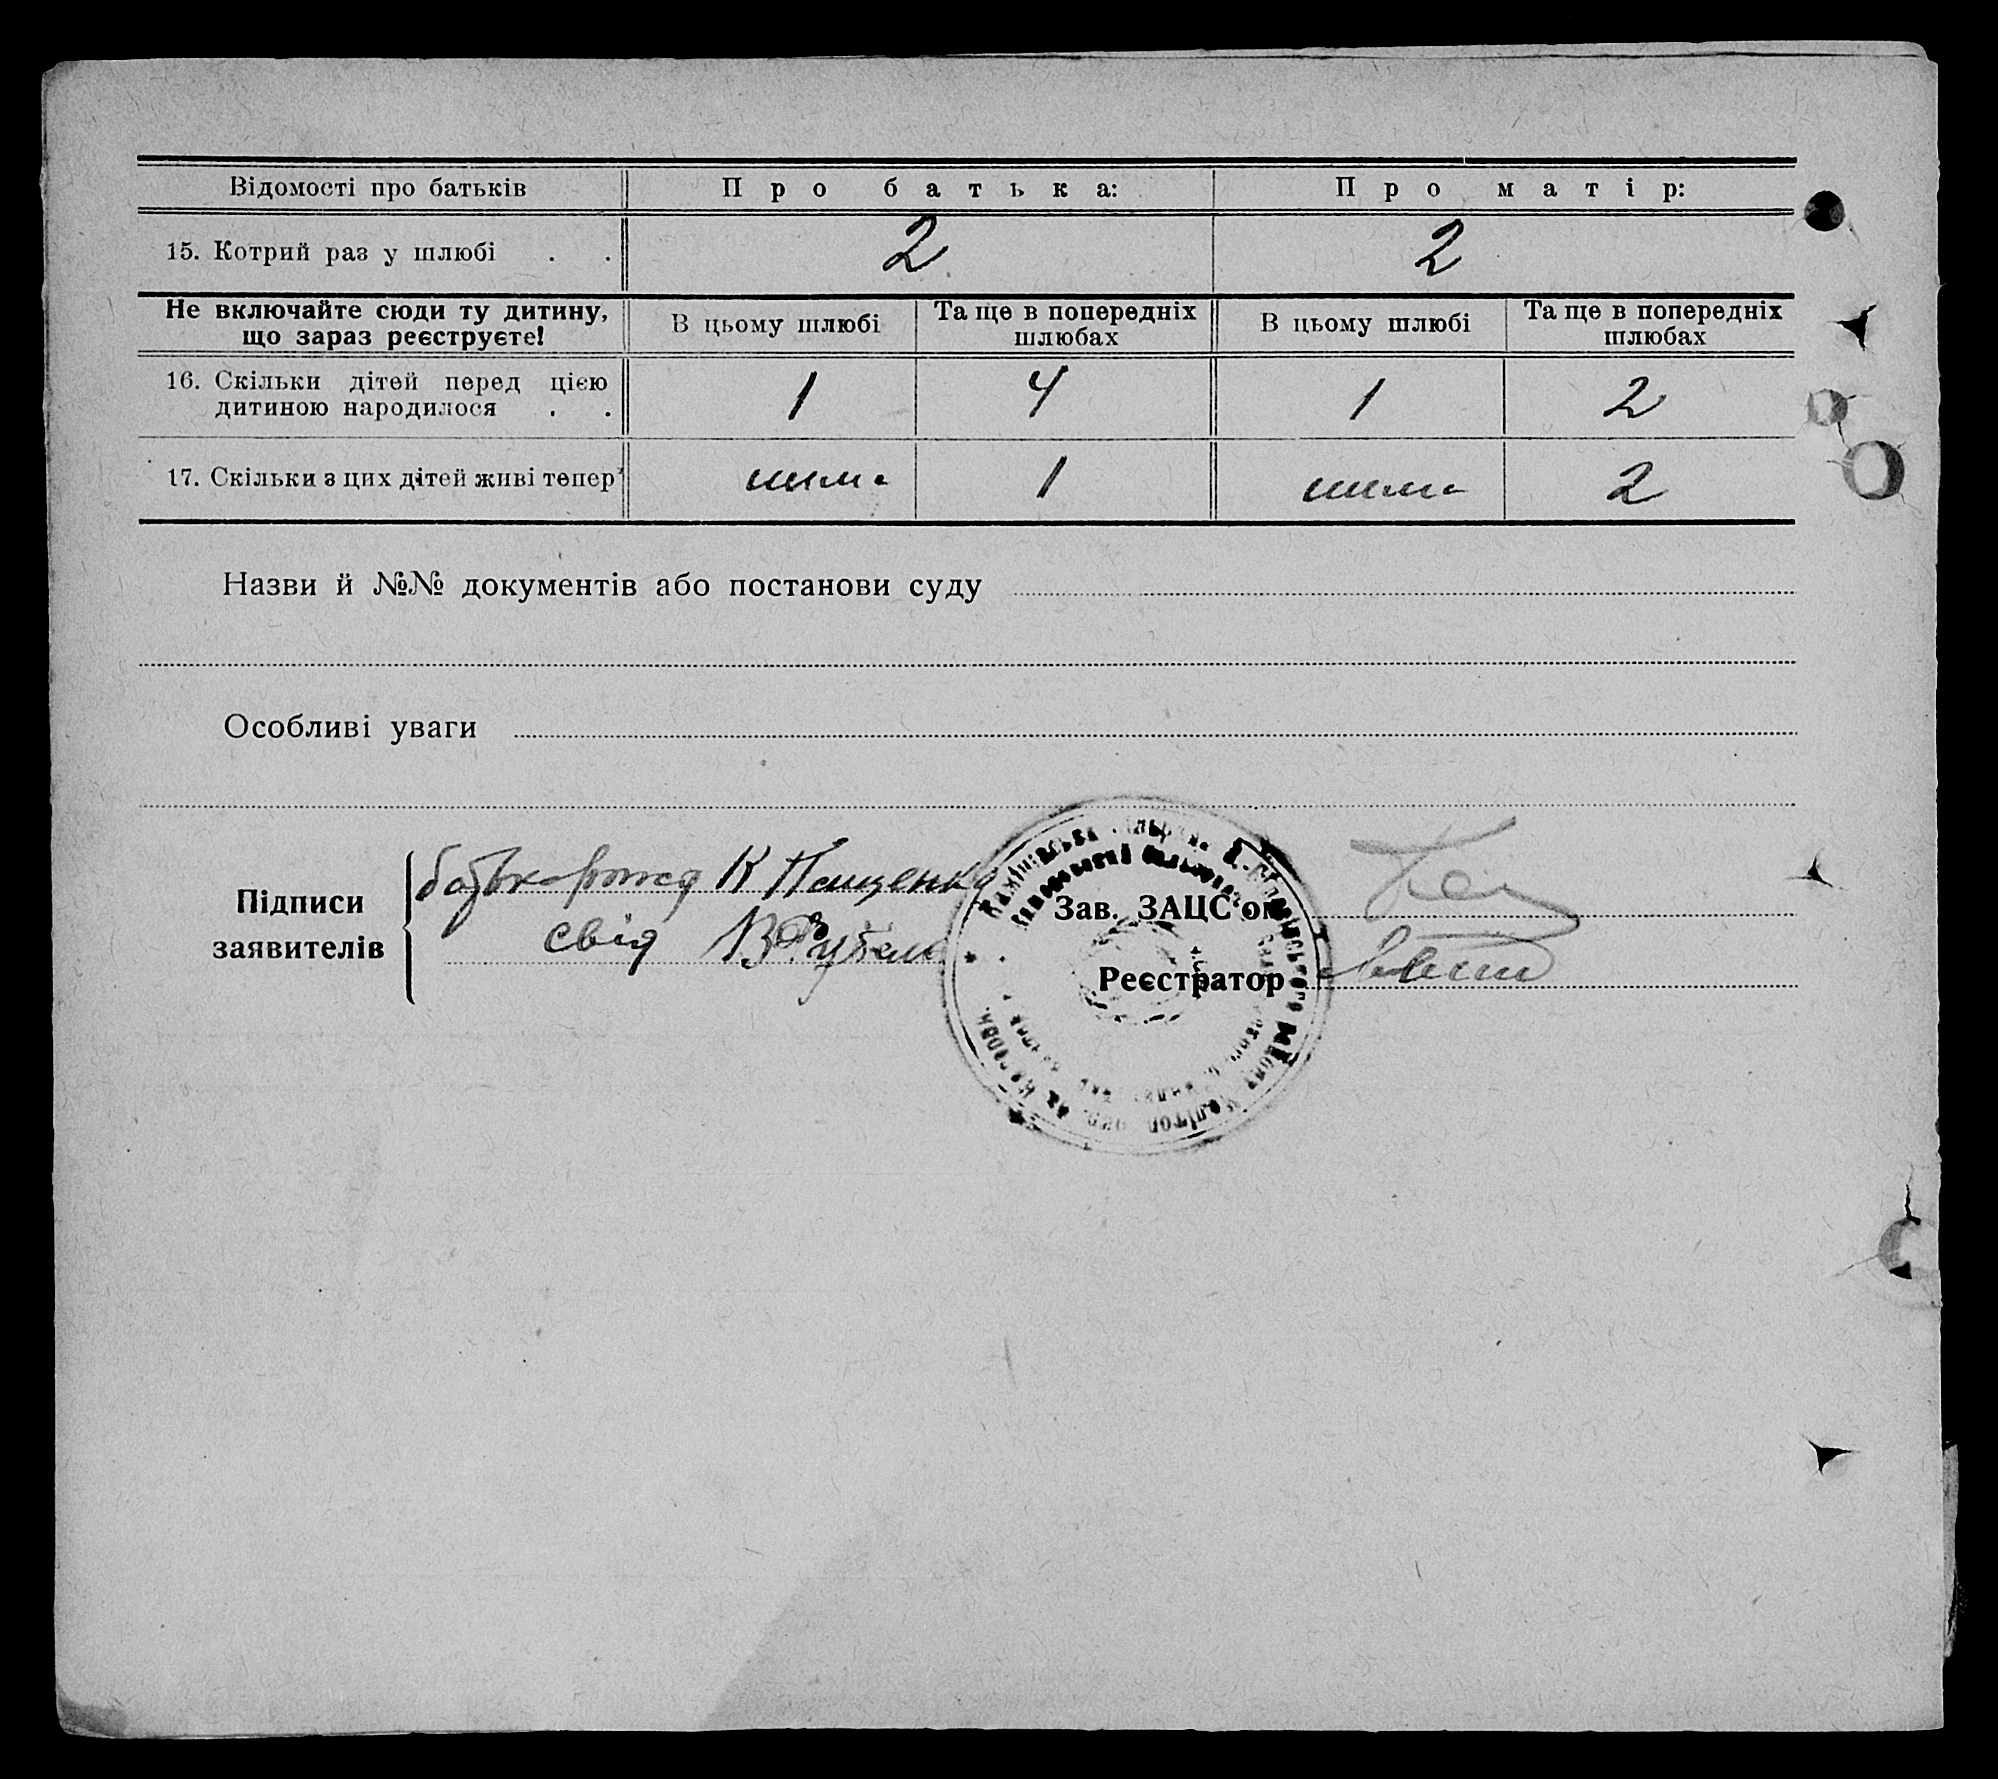 Відомості про батьків Про батька: Про матір:
15. Котрий раз у шлюбі . . 2 2
Не включайте сюди ту дитину, що зараз реєструєте! В цьому шлюбі Та ще в попередніх шлюбах В цьому шлюбі Та ще в попередніх шлюбах
16. Скільки дітей перед цією
дитиною народилося . . 1 4 1 2
17. Скільки з цих дітей живі тепер 1 2
Назви й №№ документів або постанови суду
Особливі уваги
Підписи
заявителів
К Пащенко
свід
Зав. ЗАЦС'ом
Реєстратор